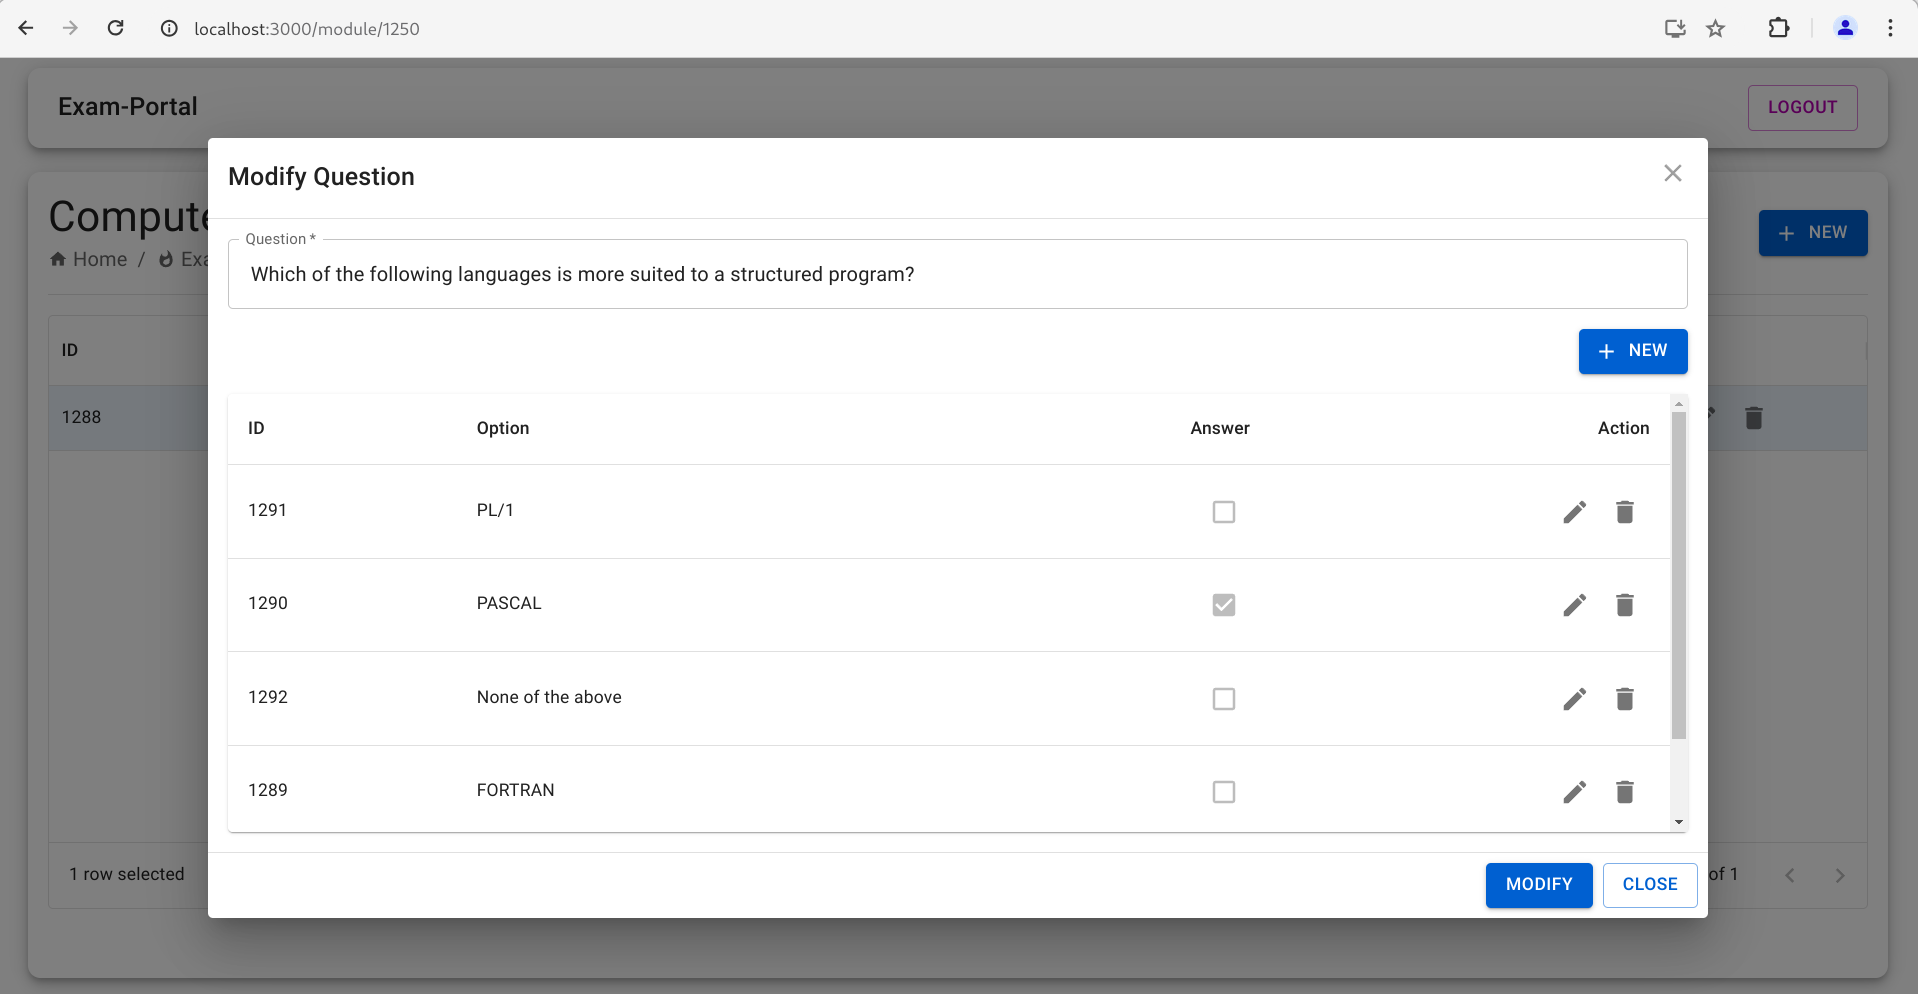 localhost:3000/module/1250
Exam-Portal
LOGOUT
Modify Question
Home /
NEW
Question *
Which of the following languages is more suited to a structured program?
NEW
ID
ID Option Answer Action
1288
1291 PL/1
1290 PASCAL
1292 None of the above
1289 FORTRAN
1 row selected
of 1
MODIFY CLOSE